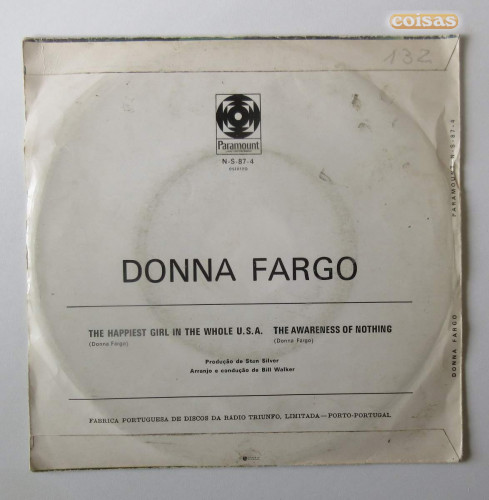 coisas
132
Paramount
N-S-87-4
estereo
DONNA FARGO
THE HAPPIEST GIRL IN THE WHOLE U.S.A. THE AWARENESS OF NOTHING
(Donna Fargo) (Donna Fargo)
Produção de Stan Silver
Arranjo e condução de Bill Walker
FABRICA PORTUGUESA DE DISCOS DA RADIO TRIUNFO, LIMITADA—PORTO-PORTUGAL
PARAMOUNT N-S-87-4
DONNA FARGO